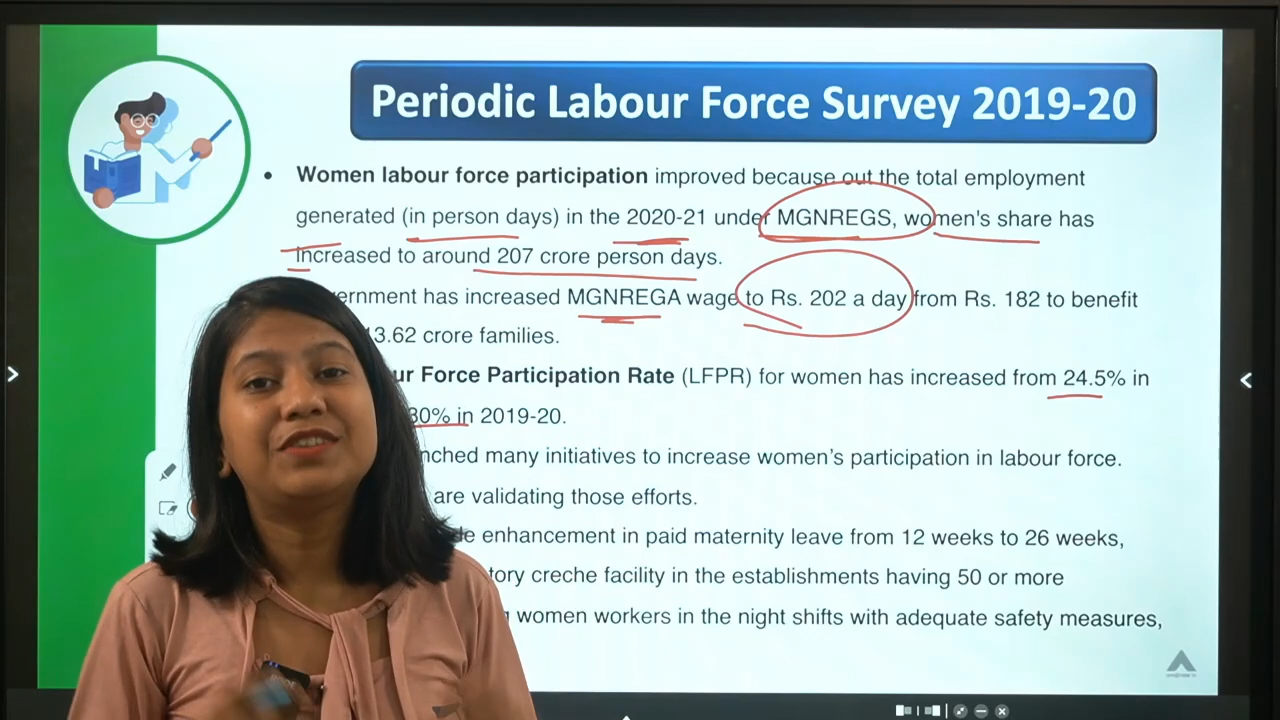 Periodic Labour Force Survey 2019-20
• Women labour force participation improved because out the total employment
generated (in person days) in the 2020-21 under MGNREGS, women's share has
increased to around 207 crore person days.
has increased MGNREGA wage to Rs. 202 a day from Rs. 182 to benefit
13.62 crore families.
Force Participation Rate (LFPR) for women has increased from 24.5% in
30% in 2019-20.
many initiatives to increase women's participation in labour force.
are validating those efforts.
enhancement in paid maternity leave from 12 weeks to 26 weeks,
creche facility in the establishments having 50 or more
women workers in the night shifts with adequate safety measures,